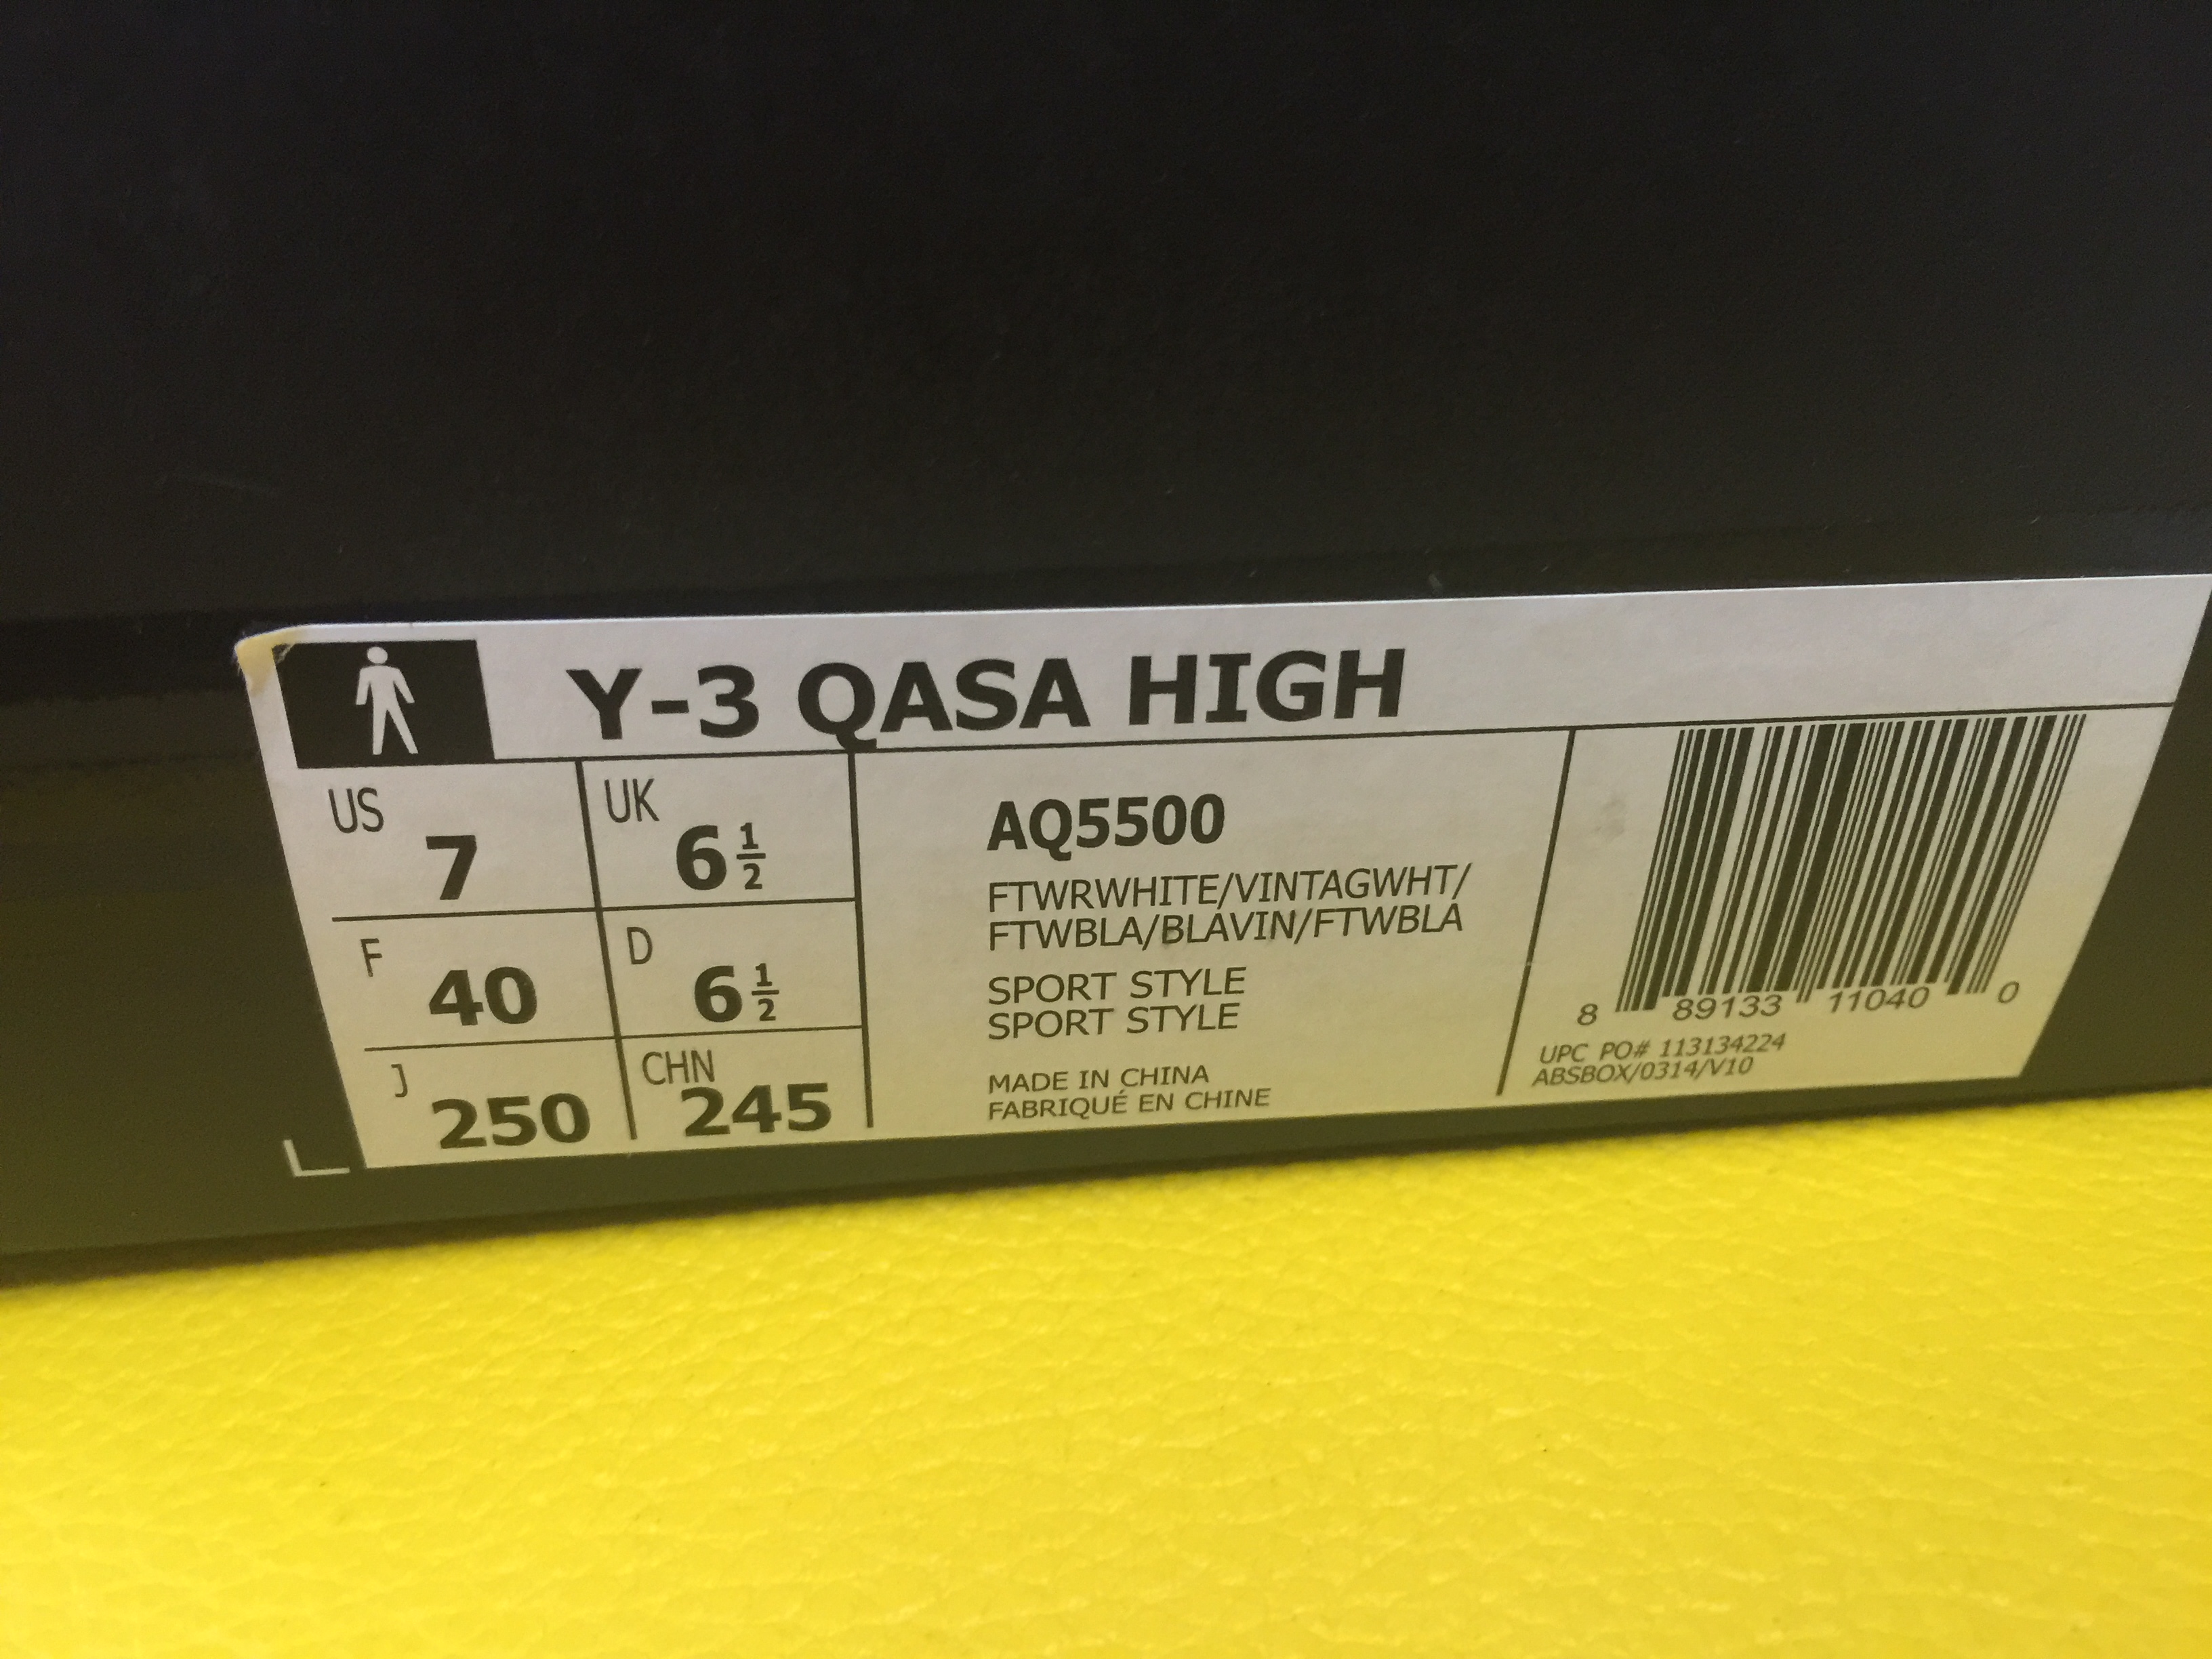 Y-3 QASA HIGH
US 7
UK 6 1/2
F 40
D 6 1/2
J 250
CHN 245
AQ5500
FTWRWHITE/VINTAGWHT/
FTWBLA/BLAVIN/FTWBLA
SPORT STYLE
SPORT STYLE
MADE IN CHINA
FABRIQUÉ EN CHINE
8 89133 11040 0
UPC PO# 113134224
ABSBOX/0314/V10